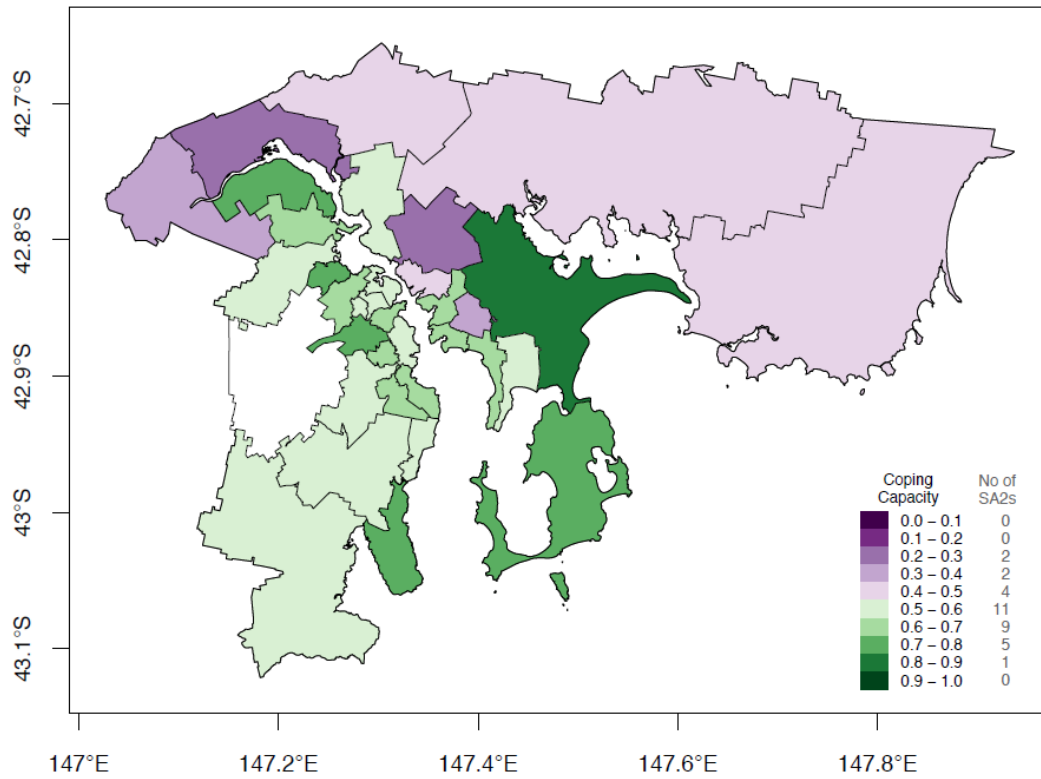 42.7°S
42.8°S
42.9°S
43°S
43.1°S
147°E 147.2°E 147.4°E 147.6°E 147.8°E
Coping No of
Capacity SA2s
0.0 – 0.1 0
0.1 – 0.2 0
0.2 – 0.3 2
0.3 – 0.4 2
0.4 – 0.5 4
0.5 – 0.6 11
0.6 – 0.7 9
0.7 – 0.8 5
0.8 – 0.9 1
0.9 – 1.0 0